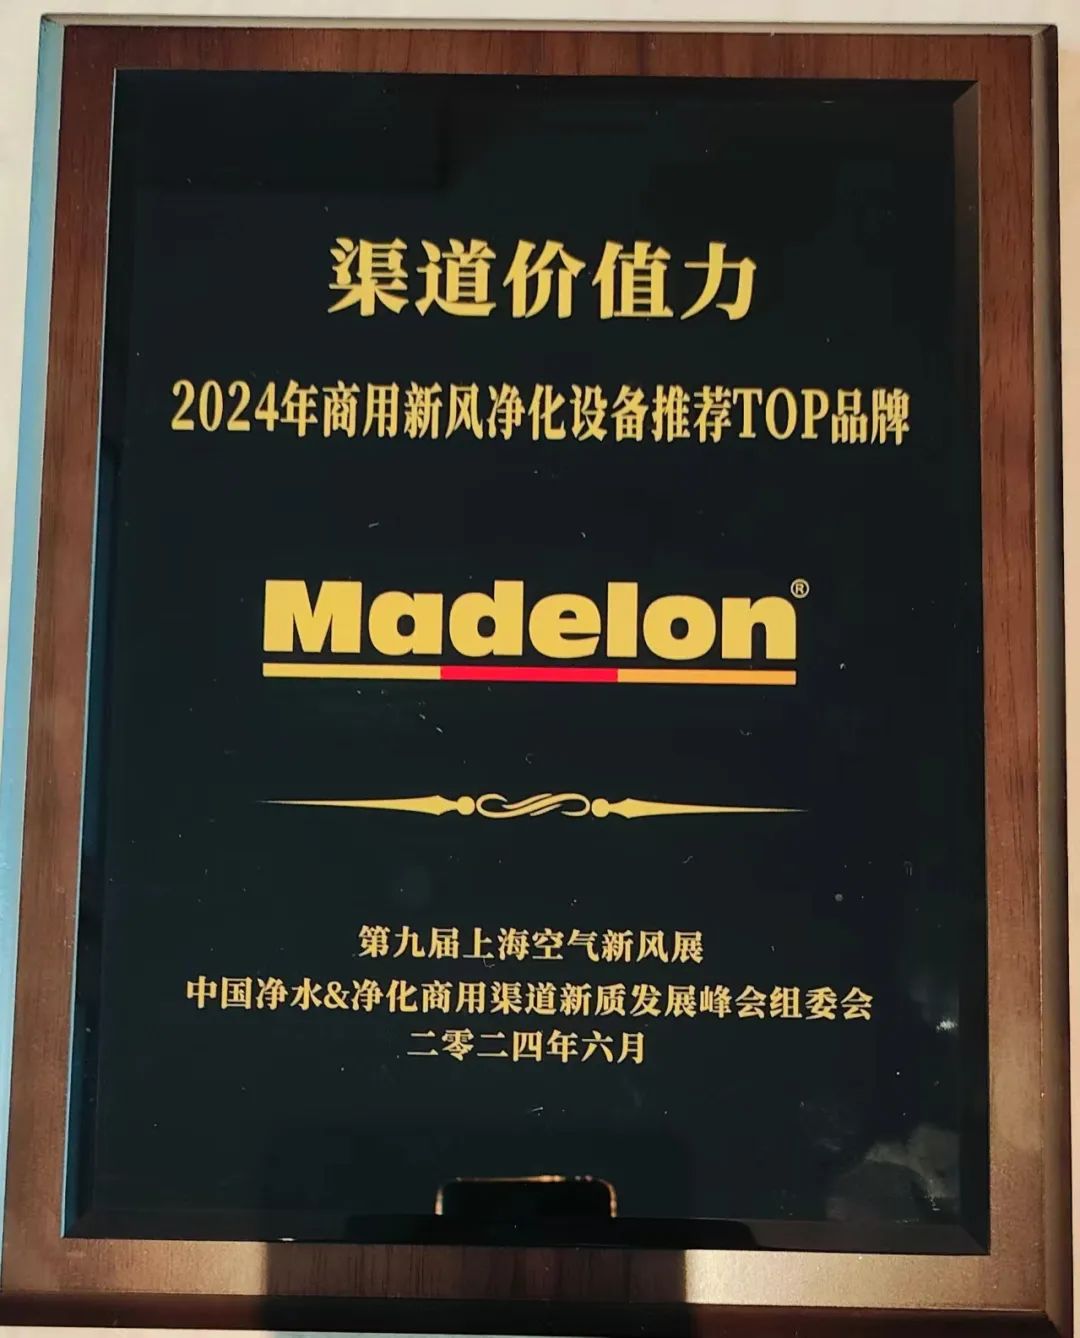 渠道价值力
2024年商用新风净化设备推荐TOP品牌
Madelon®
第九届上海空气新风展
中国净水&净化商用渠道新质发展峰会组委会
二零二四年六月